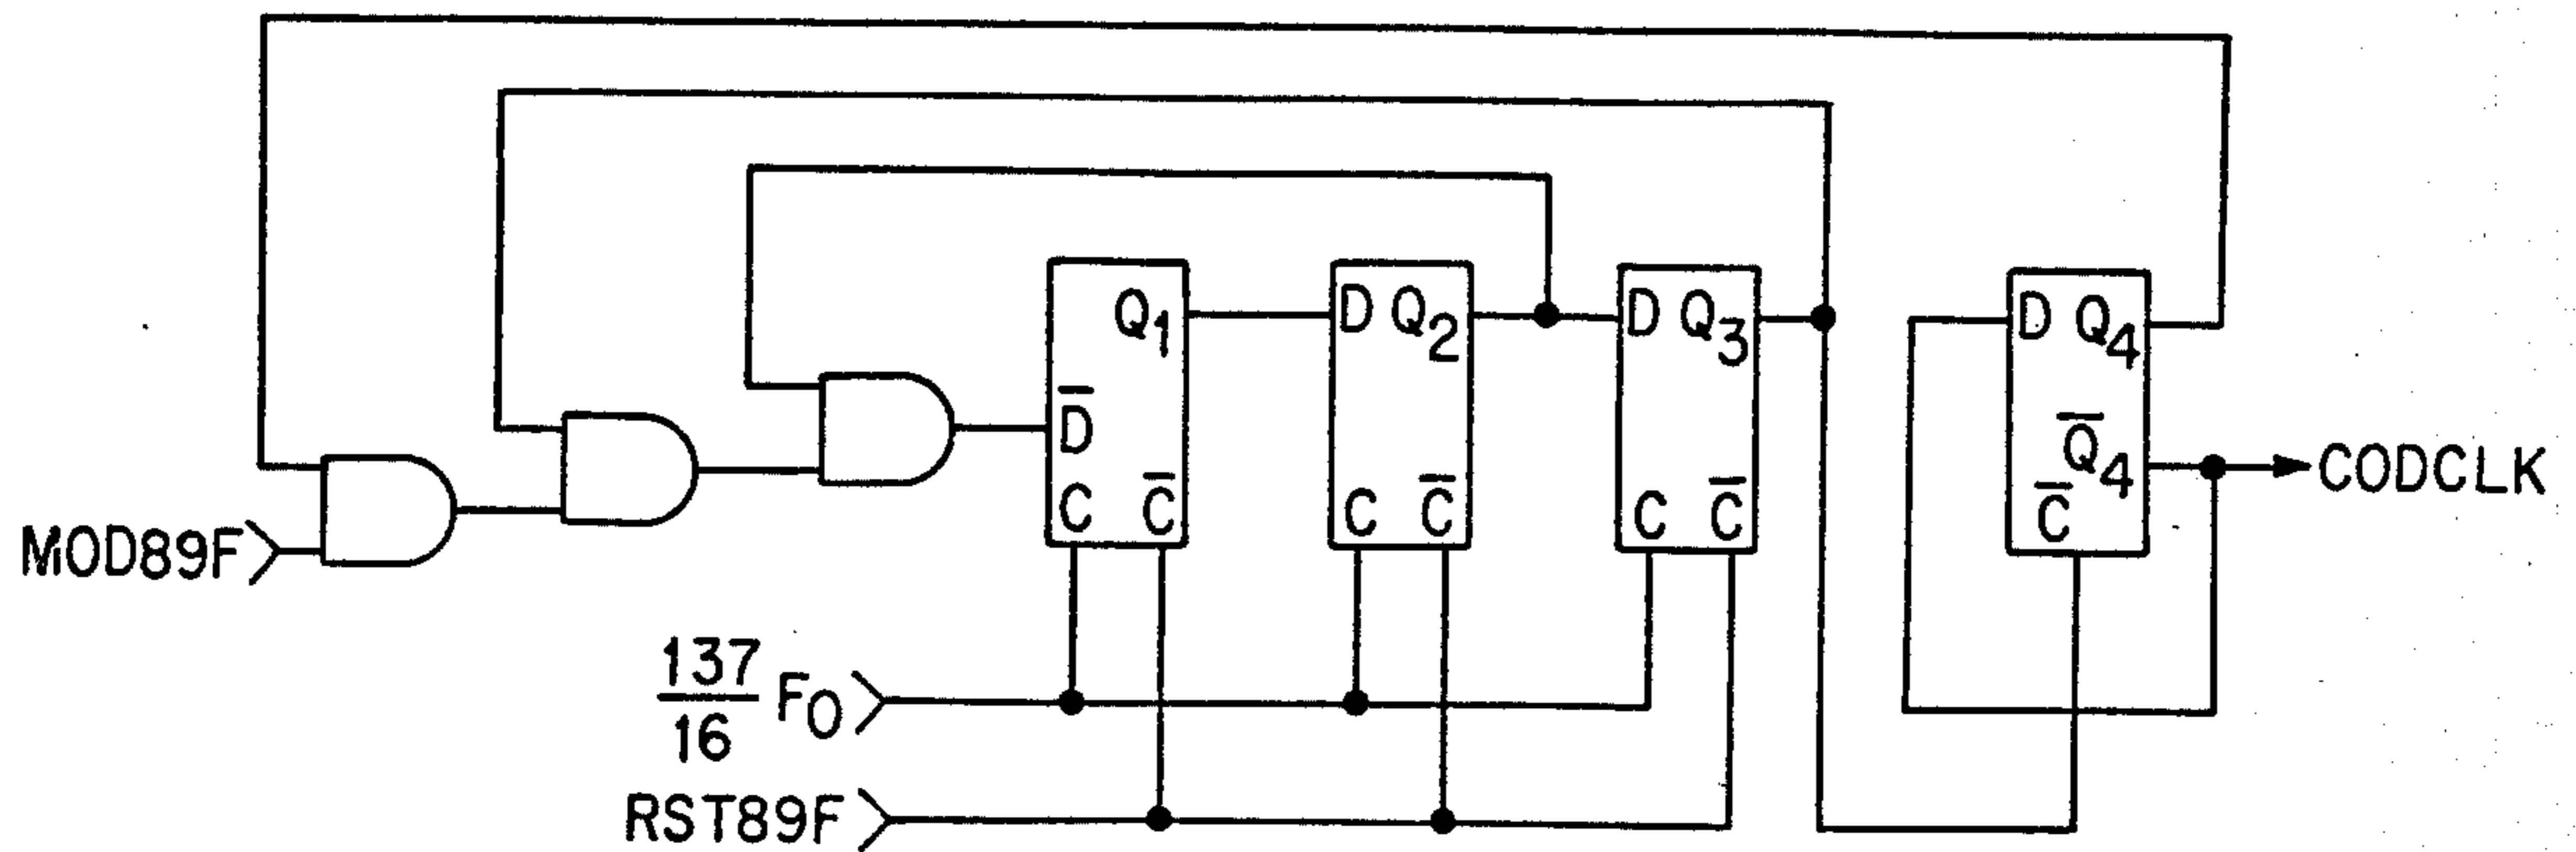 Q₁
D̅
C C̅
D Q₂
C C̅
D Q₃
C C̅
D Q₄
Q̅₄
C̅
CODCLK
MOD89F
137/16 F₀
RST89F